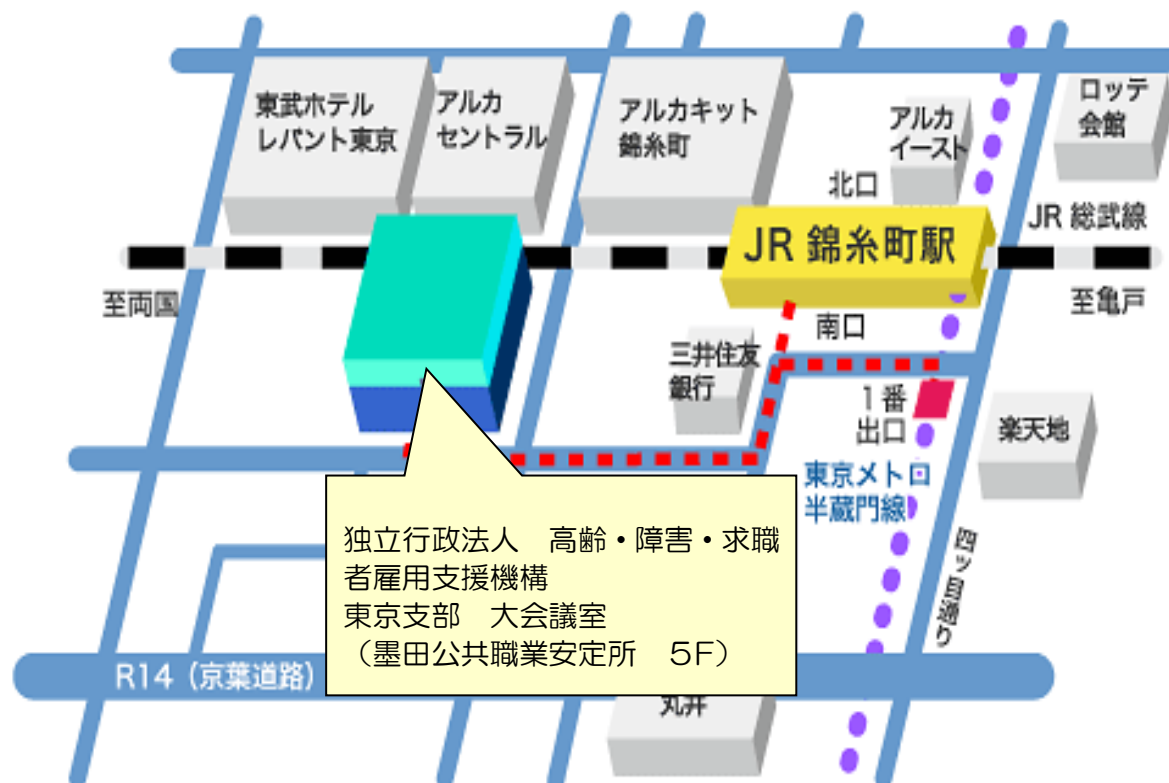 東武ホテル
レバント東京
アルカ
セントラル
アルカキット
錦糸町
アルカ
イースト
ロッテ
会館
北口
JR 錦糸町駅
JR 総武線
至両国
至亀戸
南口
三井住友
銀行
1番
出口
楽天地
東京メトロ
半蔵門線
四ッ目通り
独立行政法人　高齢・障害・求職
者雇用支援機構
東京支部　大会議室
（墨田公共職業安定所　5F）
R14（京葉道路）
丸井